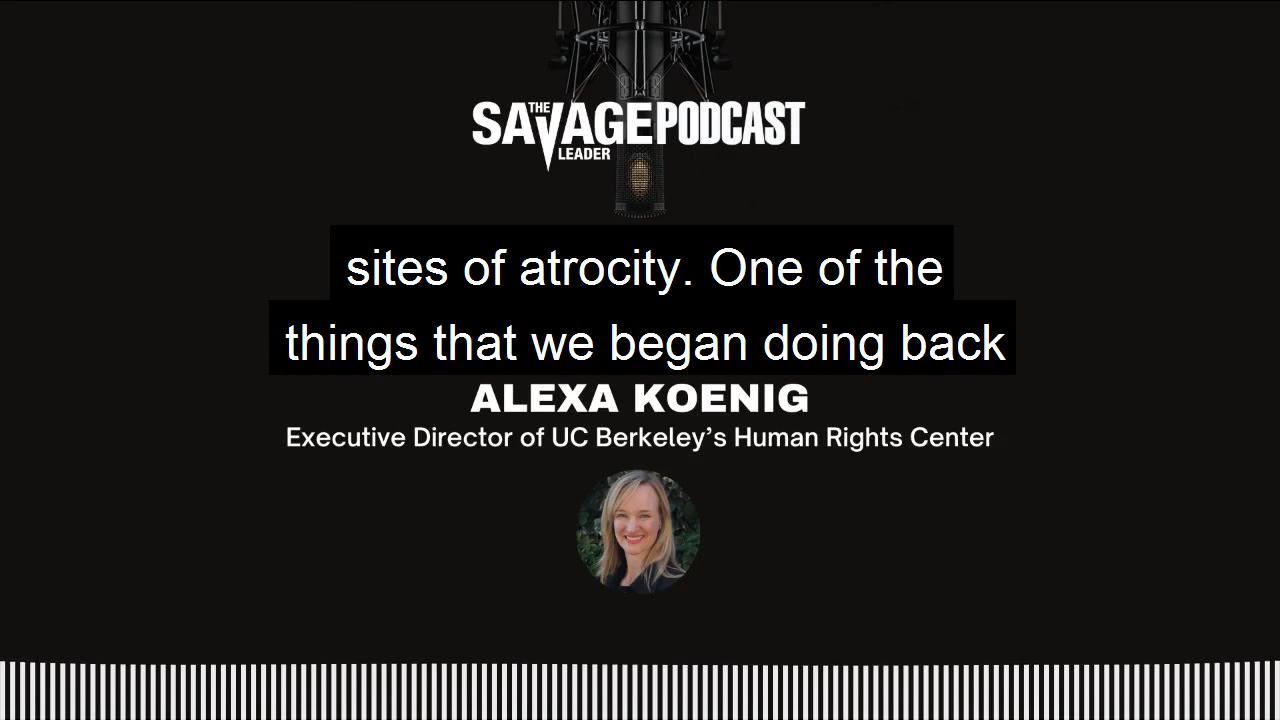 THE
SAVAGE PODCAST
LEADER
sites of atrocity. One of the
things that we began doing back
ALEXA KOENIG
Executive Director of UC Berkeley’s Human Rights Center